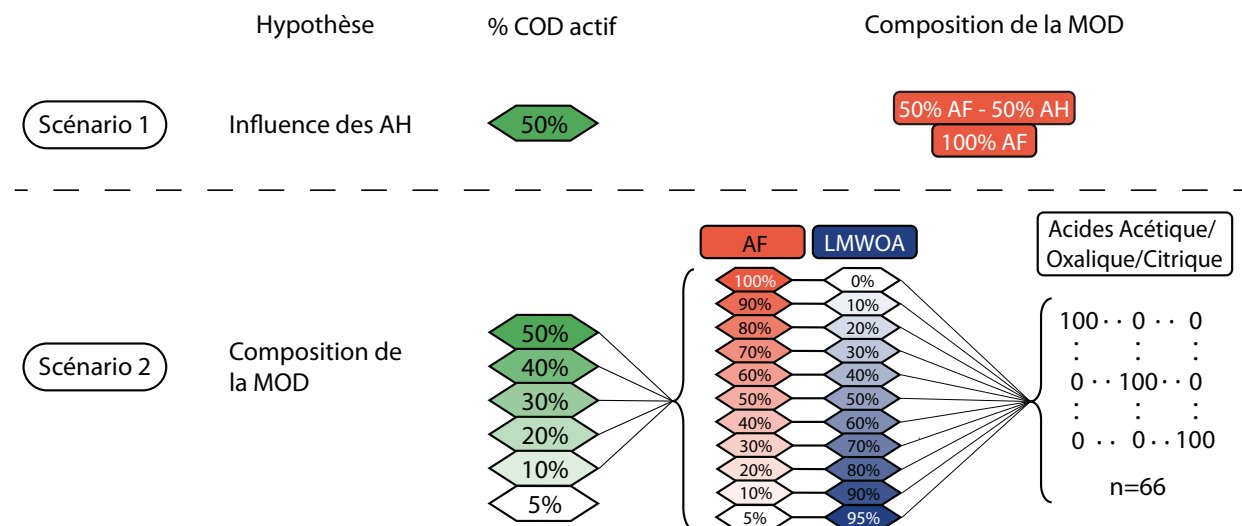 Hypothèse % COD actif Composition de la MOD
Scénario 1 Influence des AH 50% 50% AF - 50% AH
100% AF
AF LMWOA Acides Acétique/
Oxalique/Citrique
100% 0%
90% 10%
80% 20%
70% 30%
60% 40%
50% 50%
40% 60%
30% 70%
20% 80%
10% 90%
5% 95%
Scénario 2 Composition de
la MOD
50%
40%
30%
20%
10%
5%
100·· 0 ·· 0
: : :
0 ··100·· 0
: : :
0 ·· 0 ··100
n=66